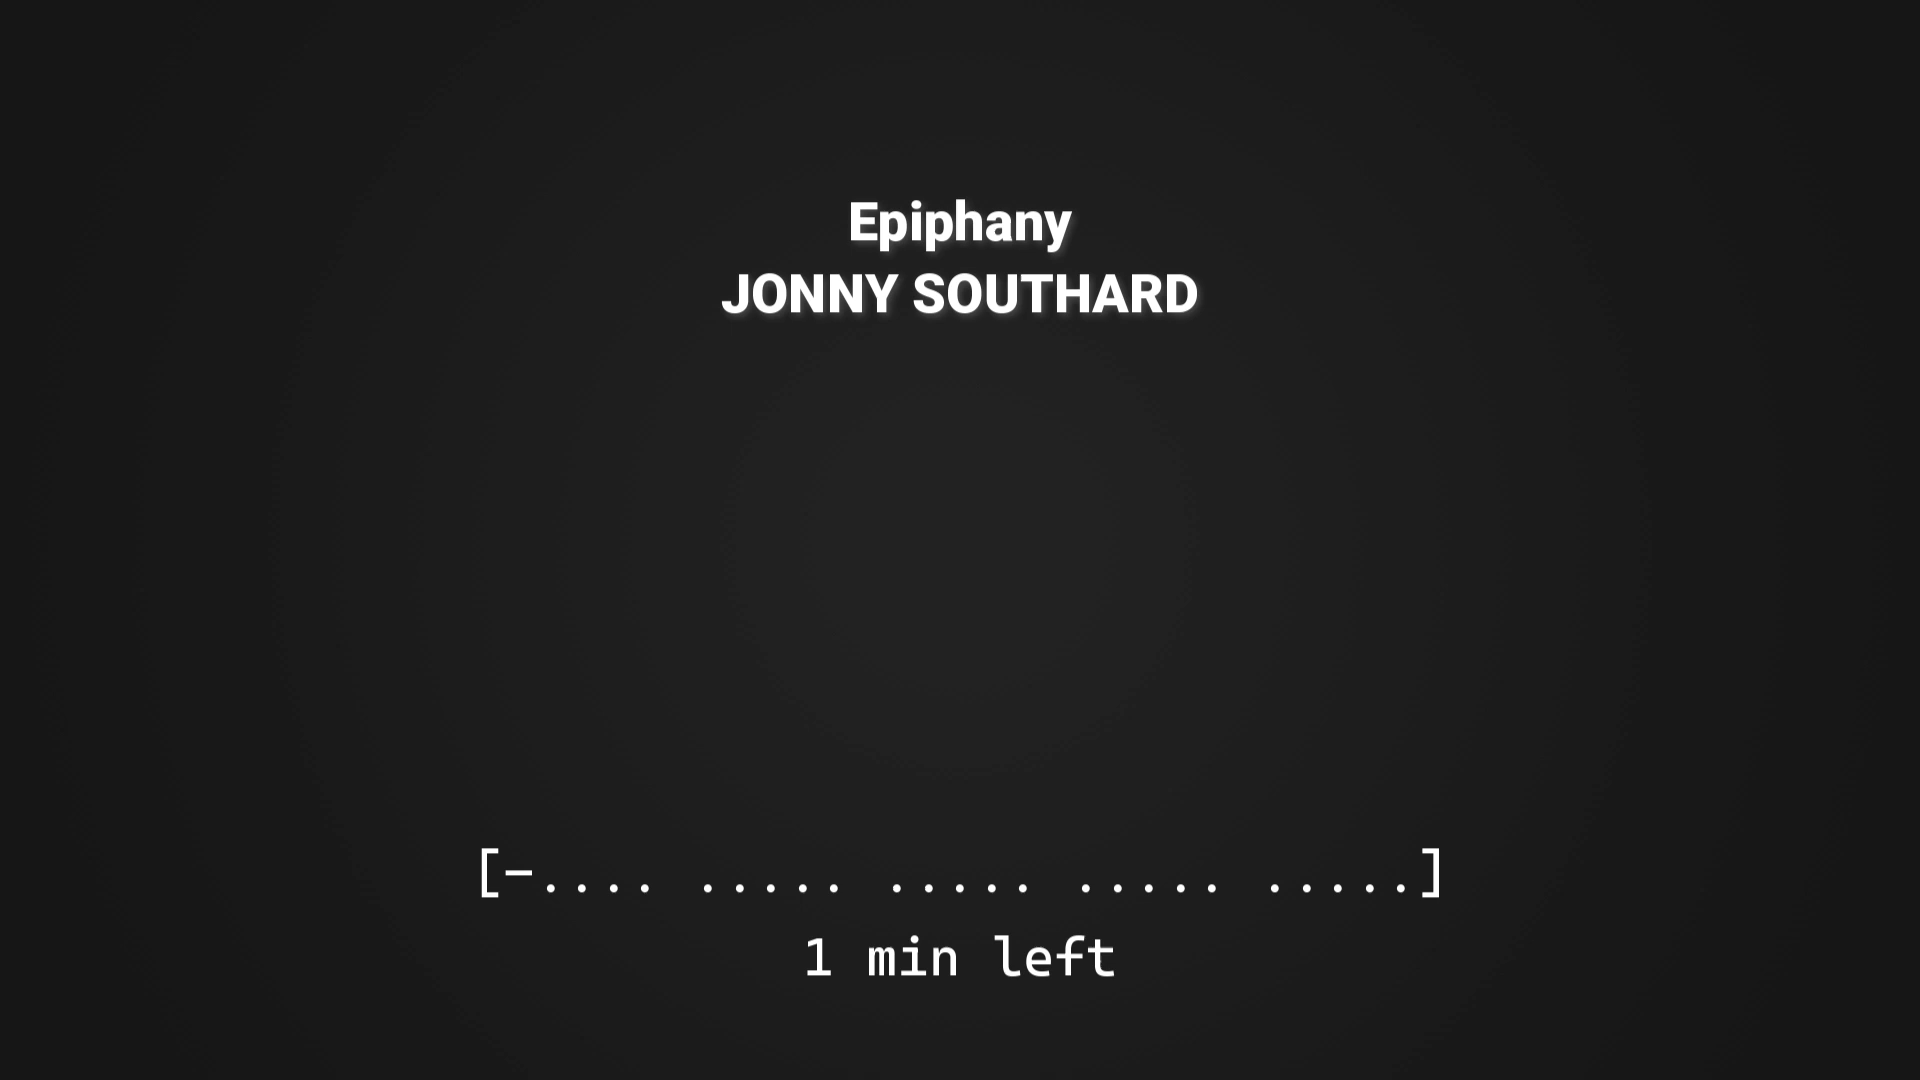 Epiphany
JONNY SOUTHARD
[–.... ..... ..... ..... .....]
1 min left